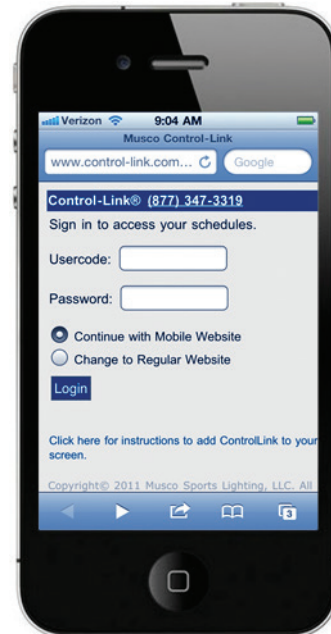 Verizon 9:04 AM
Musco Control-Link
www.control-link.com... Google
Control-Link® (877) 347-3319
Sign in to access your schedules.
Usercode:
Password:
Continue with Mobile Website
Change to Regular Website
Login
Click here for instructions to add ControlLink to your
screen.
Copyright© 2011 Musco Sports Lighting, LLC. All
3